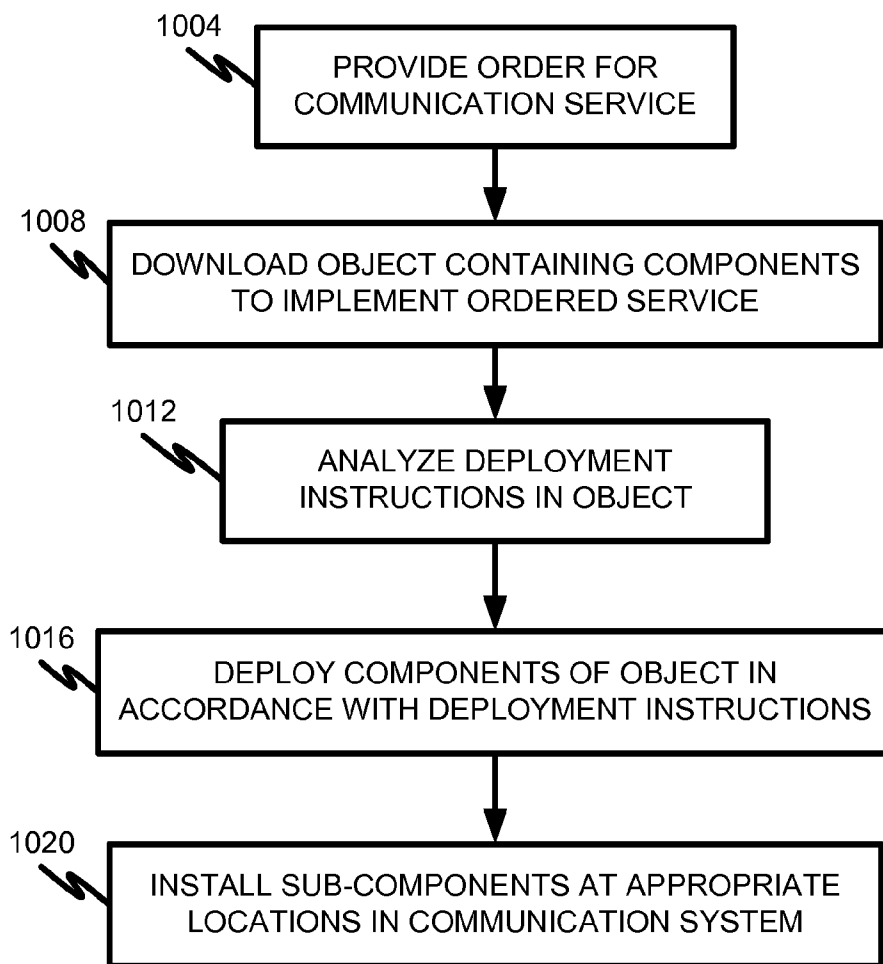 1004
PROVIDE ORDER FOR
COMMUNICATION SERVICE
1008
DOWNLOAD OBJECT CONTAINING COMPONENTS
TO IMPLEMENT ORDERED SERVICE
1012
ANALYZE DEPLOYMENT
INSTRUCTIONS IN OBJECT
1016
DEPLOY COMPONENTS OF OBJECT IN
ACCORDANCE WITH DEPLOYMENT INSTRUCTIONS
1020
INSTALL SUB-COMPONENTS AT APPROPRIATE
LOCATIONS IN COMMUNICATION SYSTEM